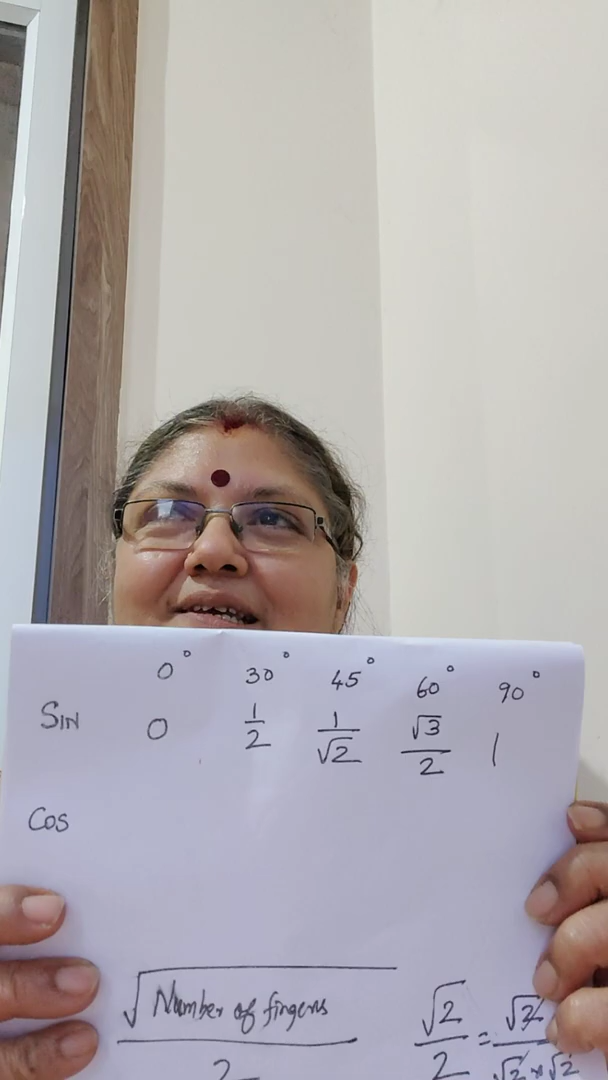 0° 30° 45° 60° 90°
SIN 0 1/2 1/√2 √3/2 1
COS
√Number of fingers / 2
√2/2 = √2/√2×√2